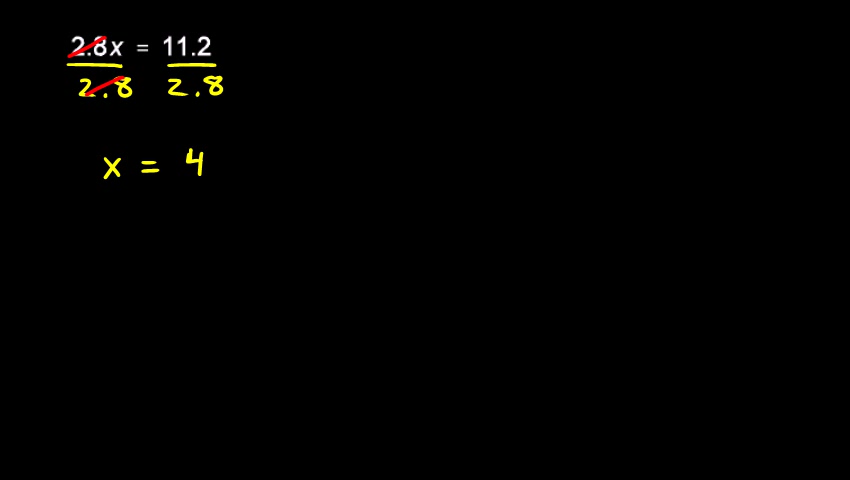 2.8x = 11.2
2.8 2.8
x = 4